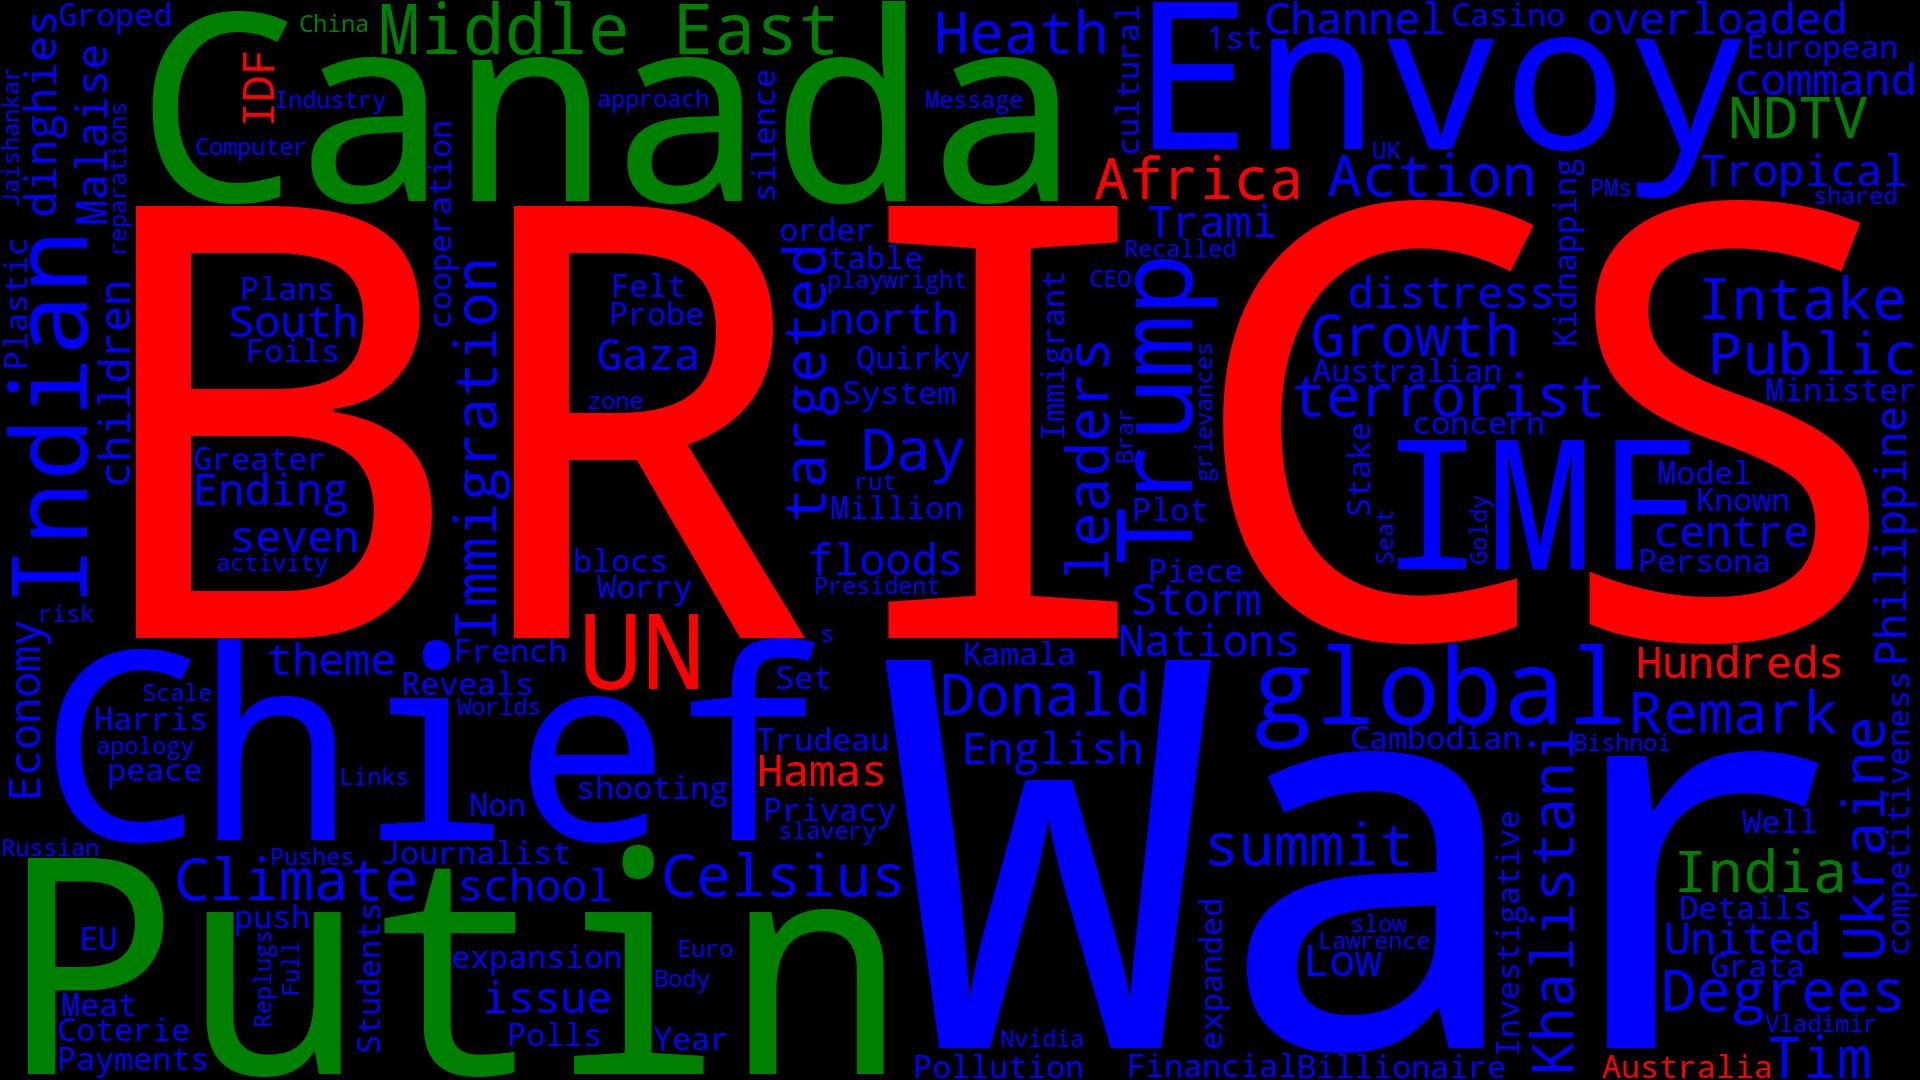 Groped
China
Middle East
Heath
cultural
Envoy
1st
Channel
Casino
overloaded
European
command
NDTV
Jaishankar
dinghies
Malaise
reparations
Canada
IDF
Industry
Computer
approach
silence
Message
cooperation
Africa
Action
UK
Kidnapping
PMs
Tropical
shared
BRICS
Plastic
Indian
children
Plans
South
Foils
Greater
Ending
seven
activity
risk
Immigration
Felt
Probe
Gaza
zone
blocs
Worry
UN
order
table
playwright
targeted
north
Quirky
System
Day
rut
Million
floods
President
Immigrant
leaders
CEO
Trami
Recalled
Trump
Brar
grievances
Plot
Piece
Storm
Nations
distress
Growth
Australian
terrorist
concern
Stake
Seat
IMF
Goldy
Intake
Public
Minister
Model
Known
centre
Persona
Philippine
Economy
Chief
theme
French
Reveals
Worlds
Scale
Harris
apology
peace
Links
Non
shooting
s
Set
Trudeau
Hamas
Privacy
slavery
Kamala
Donald
English
War
global
Hundreds
Remark
Cambodian
Bishnoi
Khalistani
Ukraine
competitiveness
Well
India
Details
United
Grata
Degrees
Vladimir
Tim
Australia
Russian
Putin
Climate
Pushes
Journalist
school
Celsius
push
EU
Replugs
Full
Students
Meat
Coterie
Payments
expansion
issue
Polls
Euro
Body
Year
summit
expanded
slow
Lawrence
Low
Investigative
Nvidia
Pollution
Financial
Billionaire